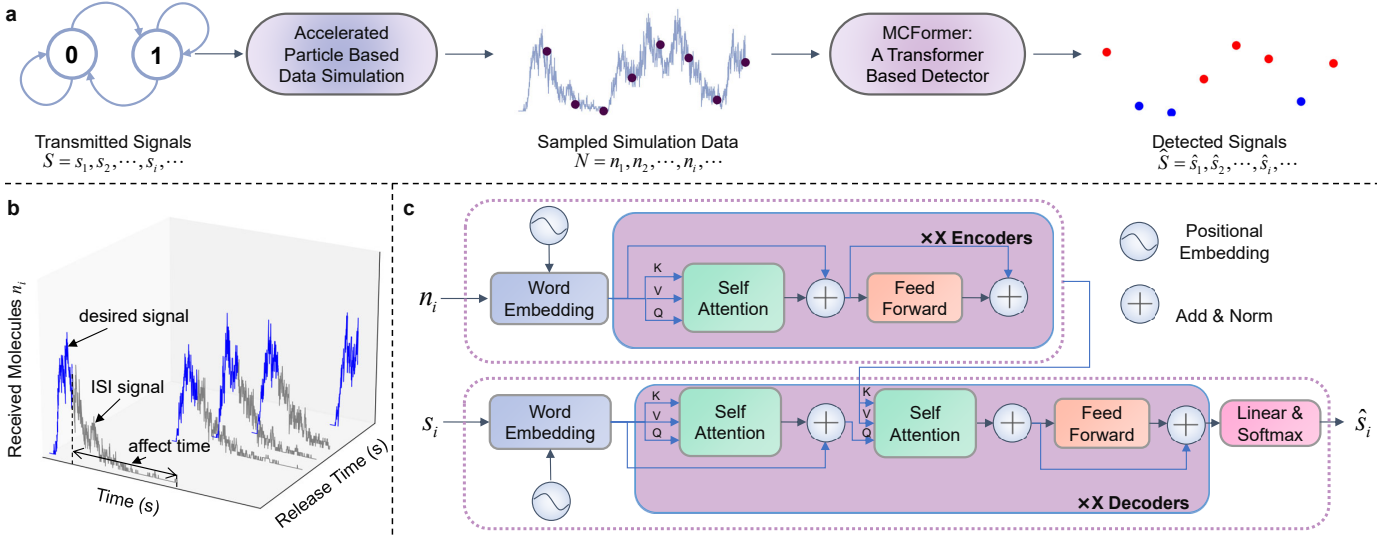 a
0
1
Accelerated
Particle Based
Data Simulation
MCFormer:
A Transformer
Based Detector
Transmitted Signals
S = s₁, s₂, ···, sᵢ, ···
Sampled Simulation Data
N = n₁, n₂, ···, nᵢ, ···
Detected Signals
Ŝ = ŝ₁, ŝ₂, ···, ŝᵢ, ···
b
Received Molecules nᵢ
desired signal
ISI signal
affect time
Time (s)
Release Time (s)
c
×X Encoders
nᵢ
Word
Embedding
K
V
Q
Self
Attention
Feed
Forward
Positional
Embedding
Add & Norm
sᵢ
Word
Embedding
K
V
Q
Self
Attention
K
V
Q
Self
Attention
Feed
Forward
Linear &
Softmax
ŝᵢ
×X Decoders